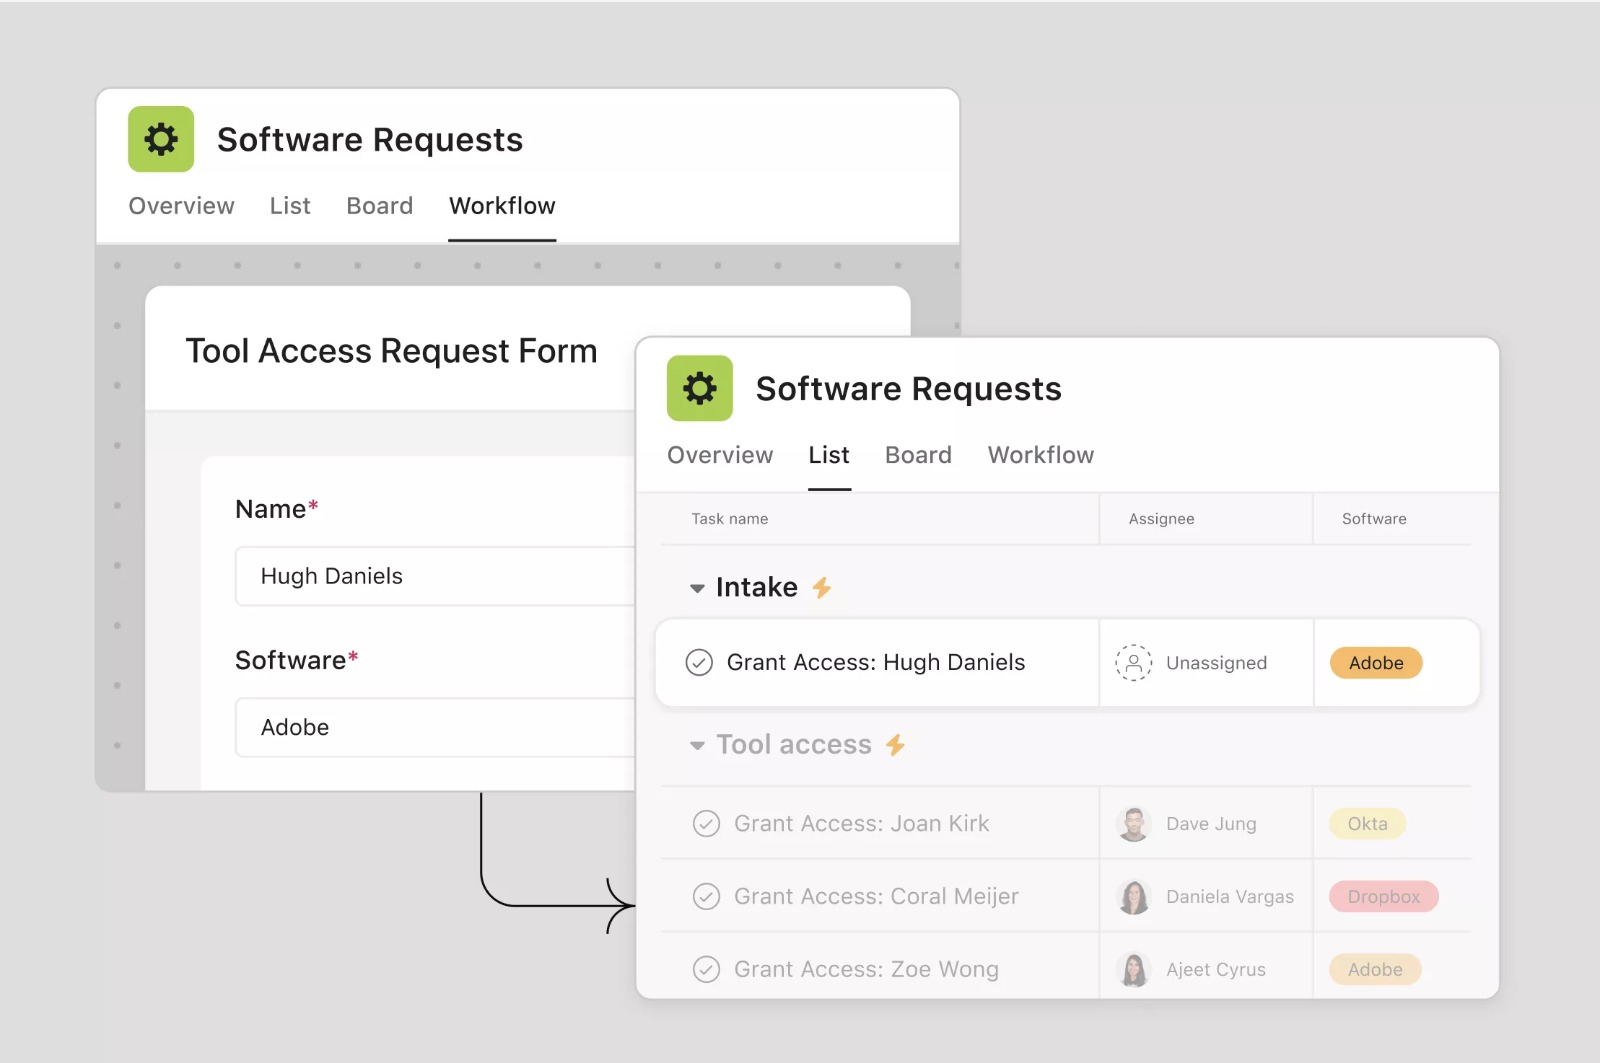 Software Requests
Overview List Board Workflow
Tool Access Request Form
Name*
Hugh Daniels
Software*
Adobe
Software Requests
Overview List Board Workflow
Task name Assignee Software
Intake
Grant Access: Hugh Daniels Unassigned Adobe
Tool access
Grant Access: Joan Kirk Dave Jung Okta
Grant Access: Coral Meijer Daniela Vargas Dropbox
Grant Access: Zoe Wong Ajeet Cyrus Adobe